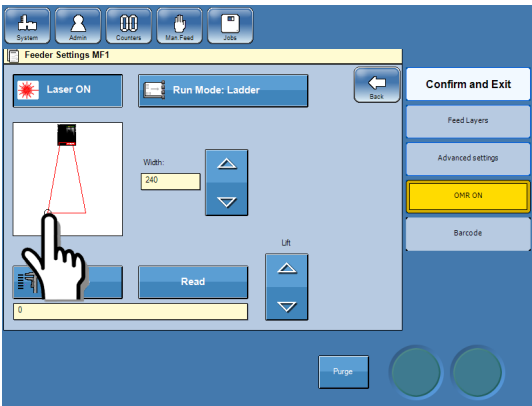 System
Admin
Counters
Man.Feed
Jobs
Feeder Settings MF1
Laser ON
Run Mode: Ladder
Back
Confirm and Exit
Feed Layers
Advanced settings
OMR ON
Barcode
Width:
240
Lift
Read
0
Purge